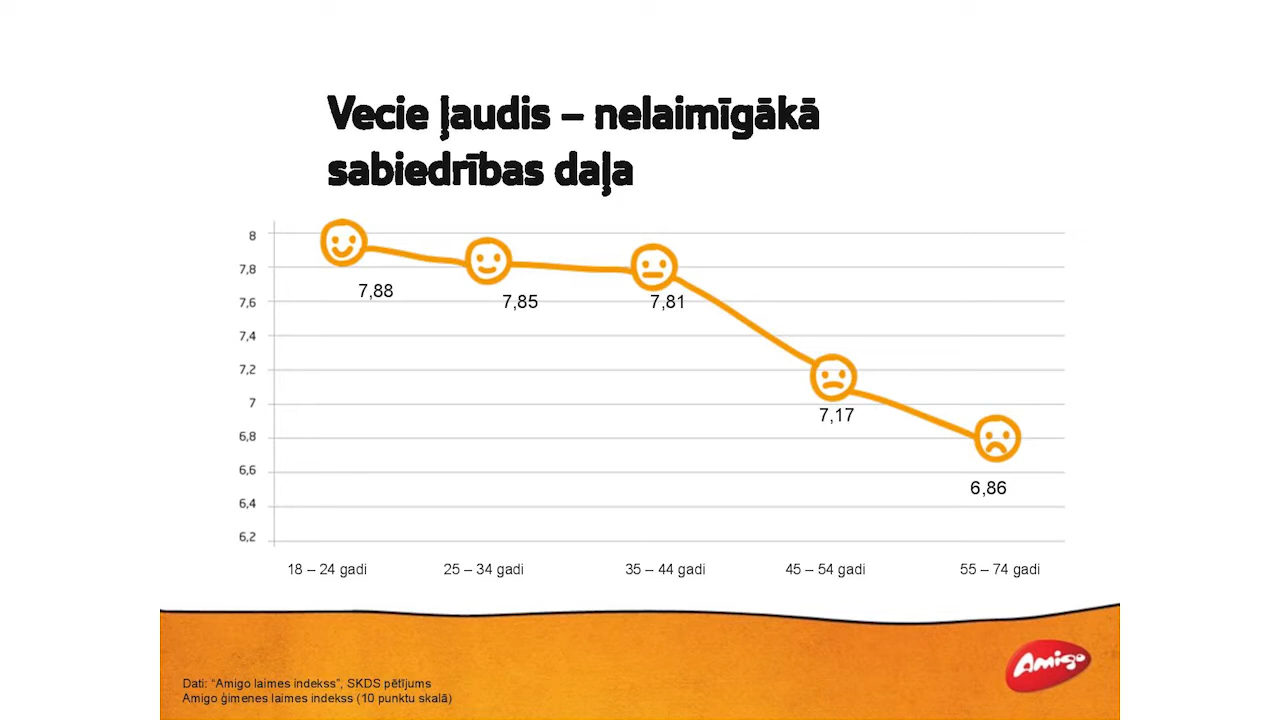 Vecie ļaudis – nelaimīgākā
sabiedrības daļa
8
7,8
7,6
7,4
7,2
7
6,8
6,6
6,4
6,2
7,88
7,85
7,81
7,17
6,86
18 – 24 gadi
25 – 34 gadi
35 – 44 gadi
45 – 54 gadi
55 – 74 gadi
Dati: “Amigo laimes indekss”, SKDS pētījums
Amigo ģimenes laimes indekss (10 punktu skalā)
Amigo